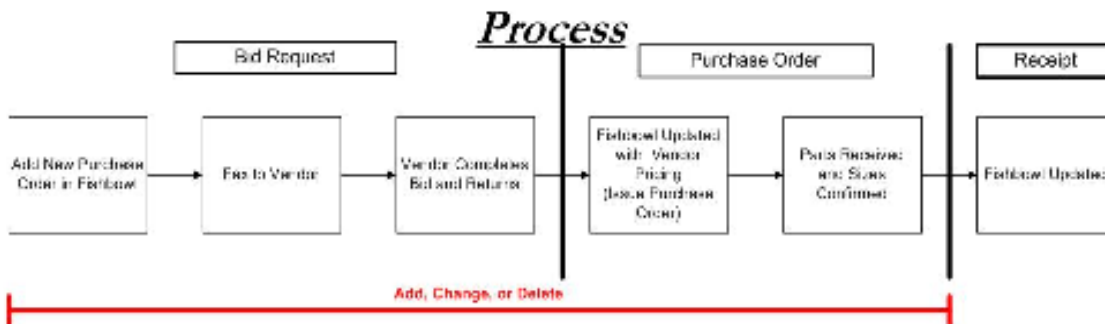 Process
Bid Request
Purchase Order
Receipt
Add New Purchase
Order in Fishbowl
Fax to Vendor
Vendor Completes
Bid and Returns
Fishbowl Updated
with Vendor
Pricing
(Issue Purchase
Order)
Parts Received
and Sizes
Confirmed
Fishbowl Updated
Add, Change, or Delete